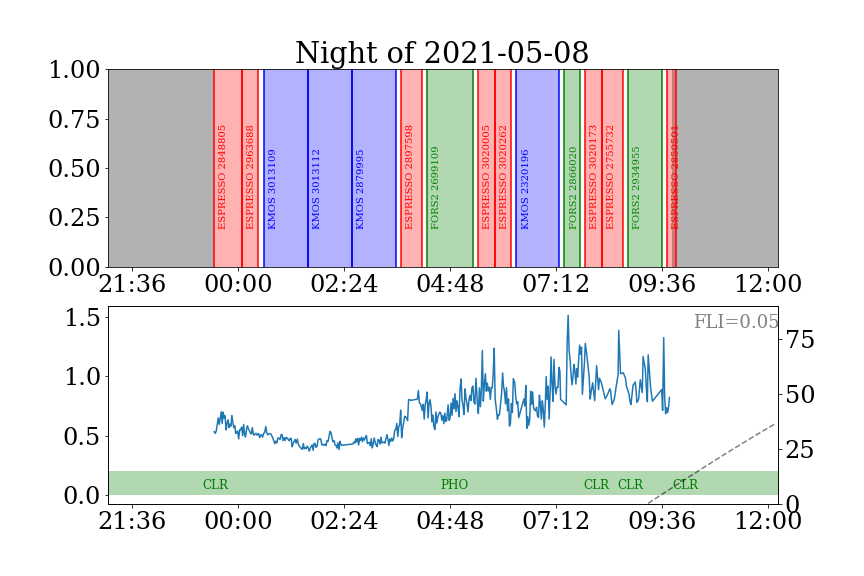 Night of 2021-05-08
1.00
0.75
0.50
0.25
0.00
ESPRESSO 2848805
ESPRESSO 2963688
KMOS 3013109
KMOS 3013112
KMOS 2879995
ESPRESSO 2897598
FORS2 2699109
ESPRESSO 3020005
ESPRESSO 3020262
KMOS 2320196
FORS2 2866020
ESPRESSO 3020173
ESPRESSO 2755732
FORS2 2934955
ESPRESSO 2880501
21:36 00:00 02:24 04:48 07:12 09:36 12:00
FLI=0.05
1.5
1.0
0.5
0.0
75
50
25
0
CLR PHO CLR CLR CLR
21:36 00:00 02:24 04:48 07:12 09:36 12:00